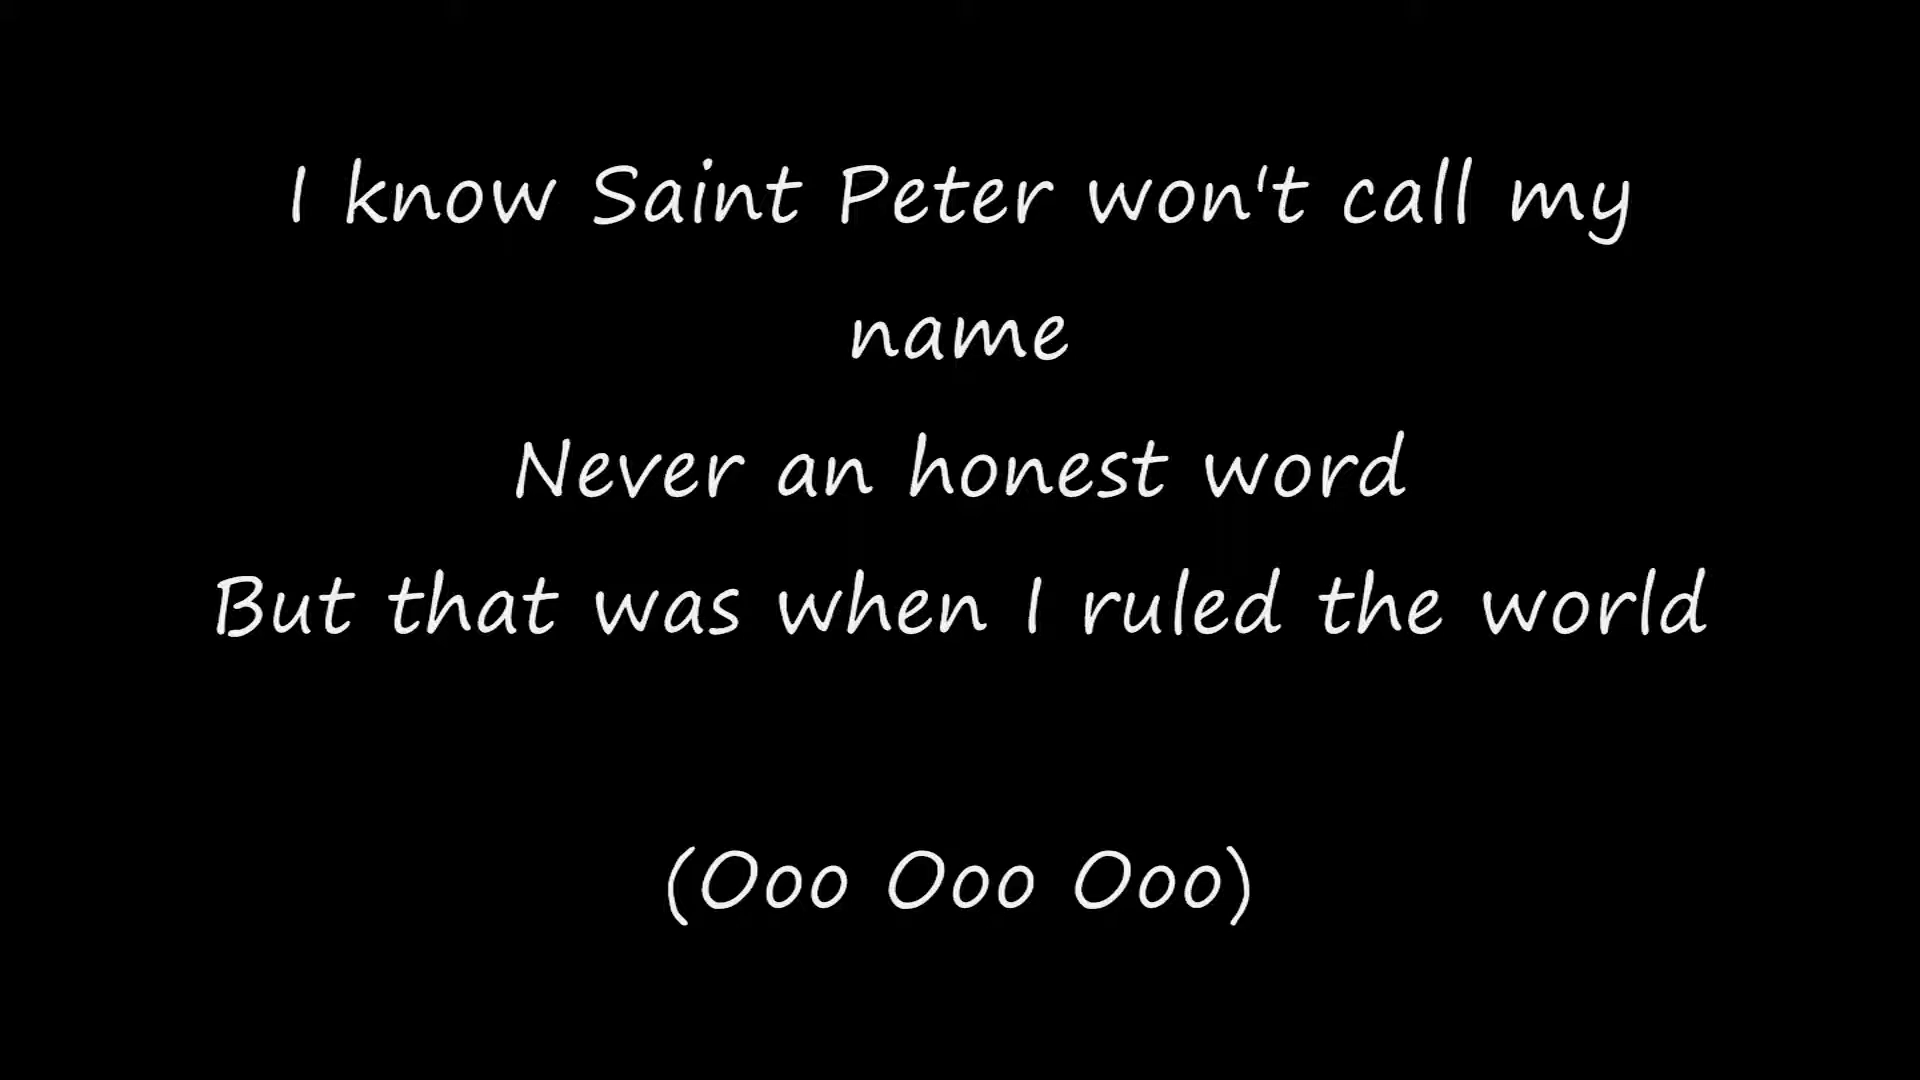 I know Saint Peter won't call my
name
Never an honest word
But that was when I ruled the world
(Ooo Ooo Ooo)